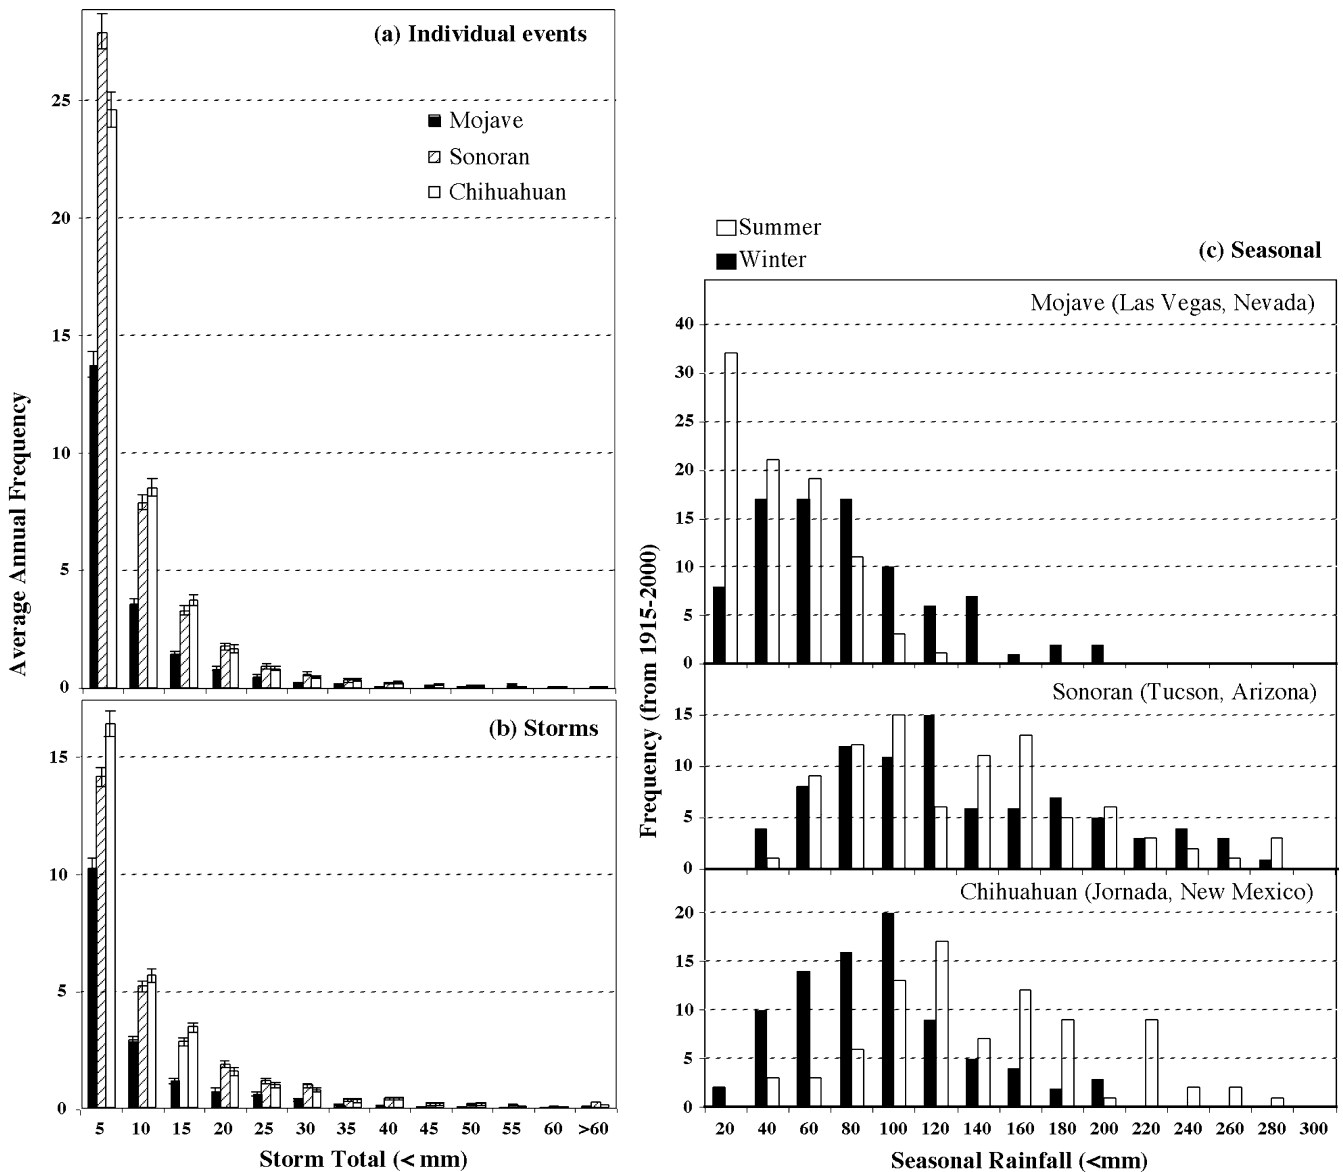 (a) Individual events
Mojave
Sonoran
Chihuahuan
25
20
15
10
5
0
Average Annual Frequency
(b) Storms
15
10
5
0
5 10 15 20 25 30 35 40 45 50 55 60 >60
Storm Total (< mm)
Summer
Winter
(c) Seasonal
Mojave (Las Vegas, Nevada)
40
30
25
20
15
10
5
0
Frequency (from 1915-2000)
Sonoran (Tucson, Arizona)
15
10
5
0
Chihuahuan (Jornada, New Mexico)
20
15
10
5
0
20 40 60 80 100 120 140 160 180 200 220 240 260 280 300
Seasonal Rainfall (<mm)